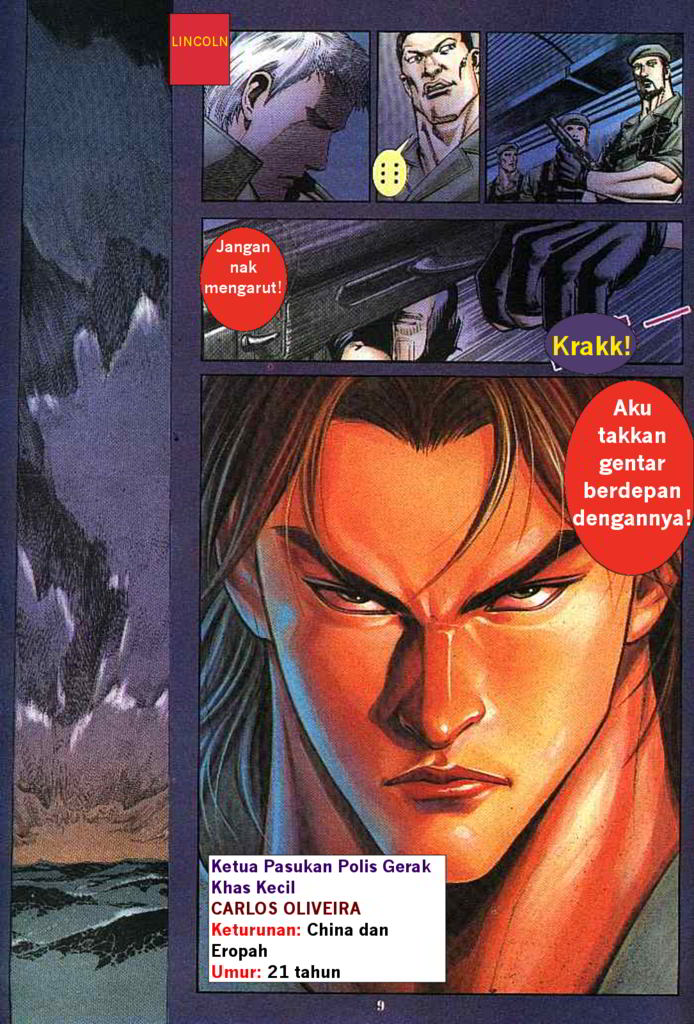 LINCOLN
Jangan
nak
mengarut!
Krakk!
Aku
takkan
gentar
berdepan
dengannya!
Ketua Pasukan Polis Gerak
Khas Kecil
CARLOS OLIVEIRA
Keturunan: China dan
Eropah
Umur: 21 tahun
9